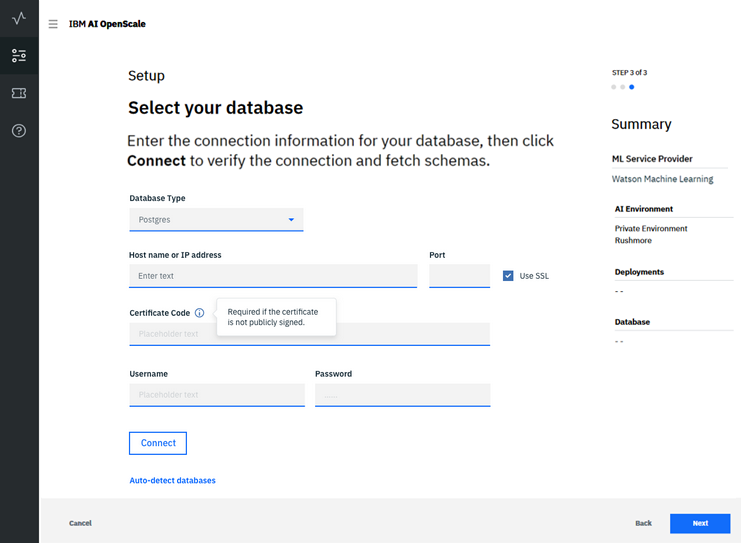 IBM AI OpenScale
Setup
Select your database
Enter the connection information for your database, then click
Connect to verify the connection and fetch schemas.
Database Type
Postgres
Host name or IP address
Port
Enter text
Use SSL
Certificate Code
Required if the certificate
is not publicly signed.
Placeholder text
Username
Password
Placeholder text
Connect
Auto-detect databases
STEP 3 of 3
Summary
ML Service Provider
Watson Machine Learning
AI Environment
Private Environment
Rushmore
Deployments
- -
Database
- -
Cancel
Back
Next